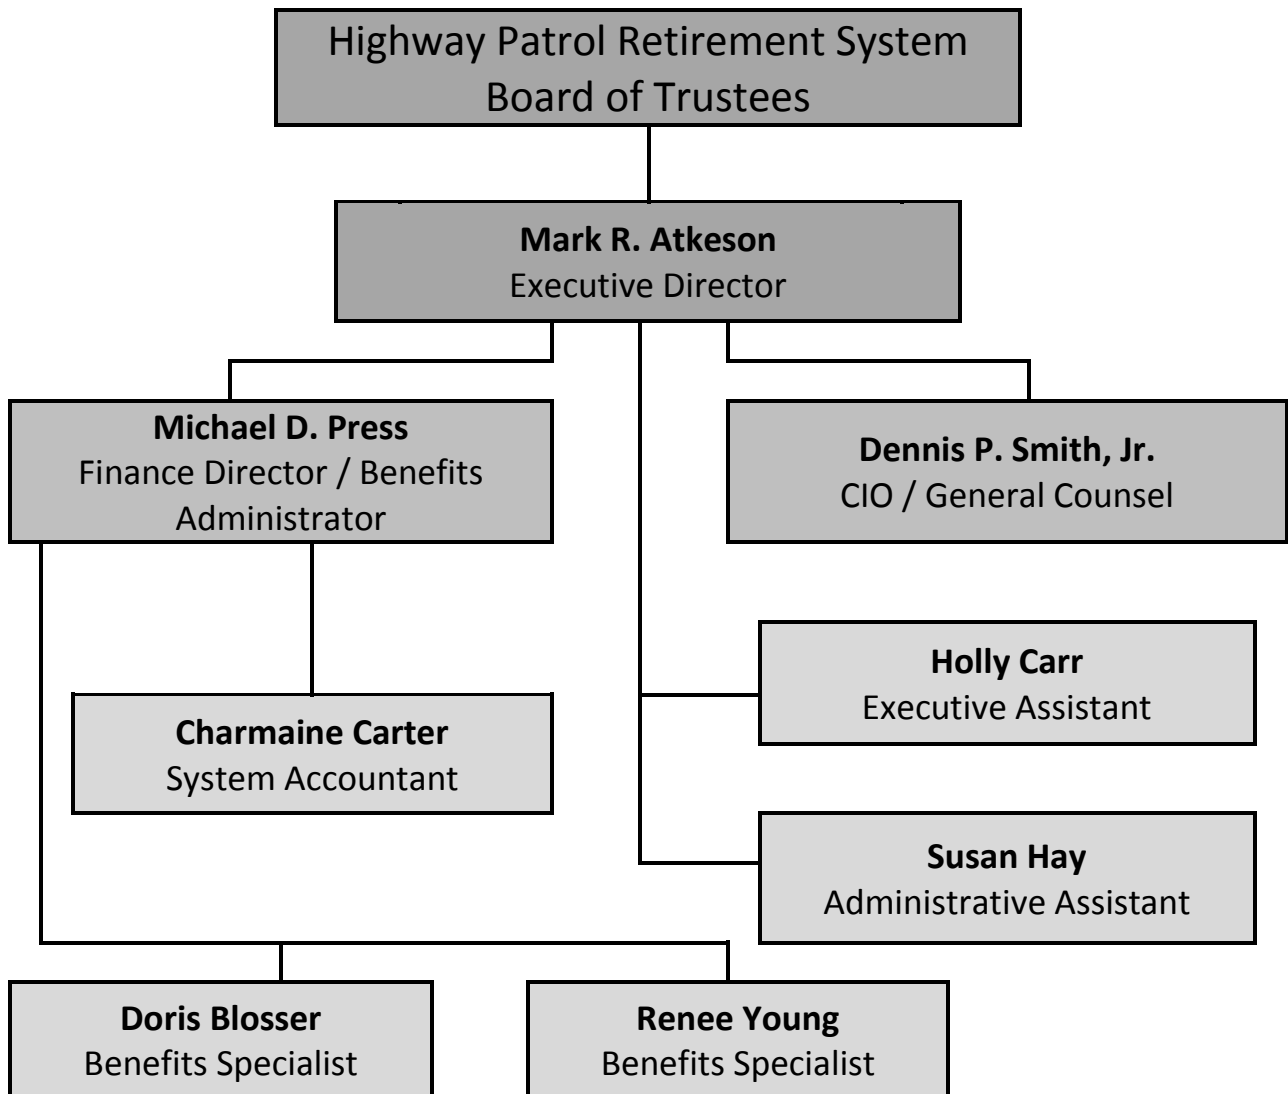 Highway Patrol Retirement System
Board of Trustees
Mark R. Atkeson
Executive Director
Michael D. Press
Finance Director / Benefits
Administrator
Dennis P. Smith, Jr.
CIO / General Counsel
Holly Carr
Executive Assistant
Charmaine Carter
System Accountant
Susan Hay
Administrative Assistant
Doris Blosser
Benefits Specialist
Renee Young
Benefits Specialist